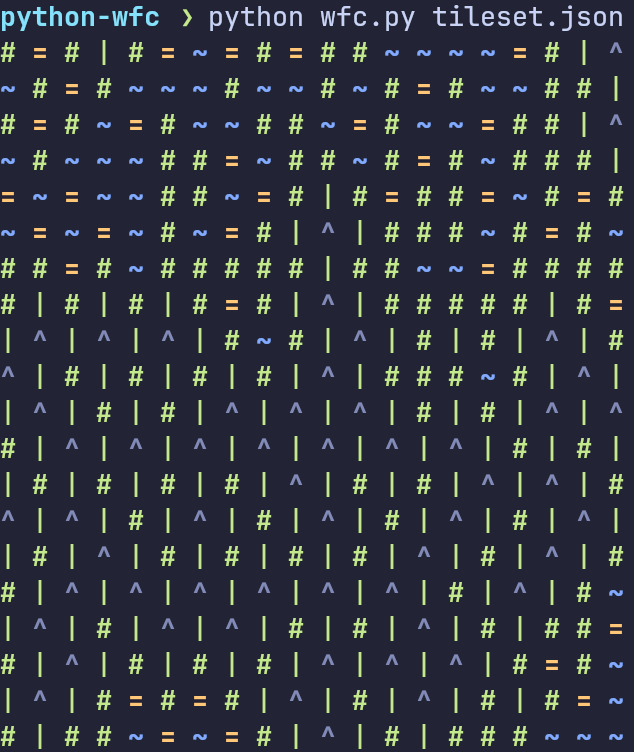 python-wfc ❯ python wfc.py tileset.json
# = # | # = ~ = # = # # ~ ~ ~ ~ = # | ^
~ # = # ~ ~ ~ # ~ ~ # ~ # = # ~ ~ # # |
# = # ~ = # ~ ~ # # ~ = # ~ ~ = # # | ^
~ # ~ ~ ~ # # = ~ # # ~ # = # ~ # # # |
= ~ = ~ ~ # # ~ = # | # = # # = ~ # = #
~ = ~ = ~ # ~ = # | ^ | # # # ~ # = # ~
# # = # ~ # # # # # | # # ~ ~ = # # # #
# | # | # | # = # | ^ | # # # # # | # =
| ^ | ^ | ^ | # ~ # | ^ | # | # | ^ | #
^ | # | # | # | # | ^ | # # # ~ # | ^ |
| ^ | # | # | ^ | ^ | ^ | # | # | ^ | ^
# | ^ | ^ | ^ | ^ | ^ | ^ | ^ | # | # |
| # | # | # | # | ^ | # | # | ^ | ^ | #
^ | ^ | # | ^ | # | ^ | # | ^ | # | ^ |
| # | ^ | # | # | # | # | ^ | # | ^ | #
# | ^ | ^ | ^ | ^ | ^ | ^ | # | ^ | # ~
| ^ | # | ^ | ^ | # | # | ^ | # | # # =
# | ^ | # | # | # | ^ | ^ | ^ | # = # ~
| ^ | # = # = # | ^ | # | ^ | # | # = ~
# | # # ~ = ~ = # | ^ | # | # # # ~ ~ ~